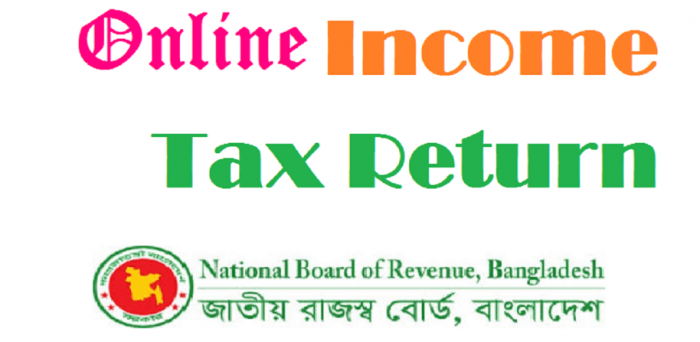 Online Income
Tax Return
National Board of Revenue, Bangladesh
জাতীয় রাজস্ব বোর্ড, বাংলাদেশ